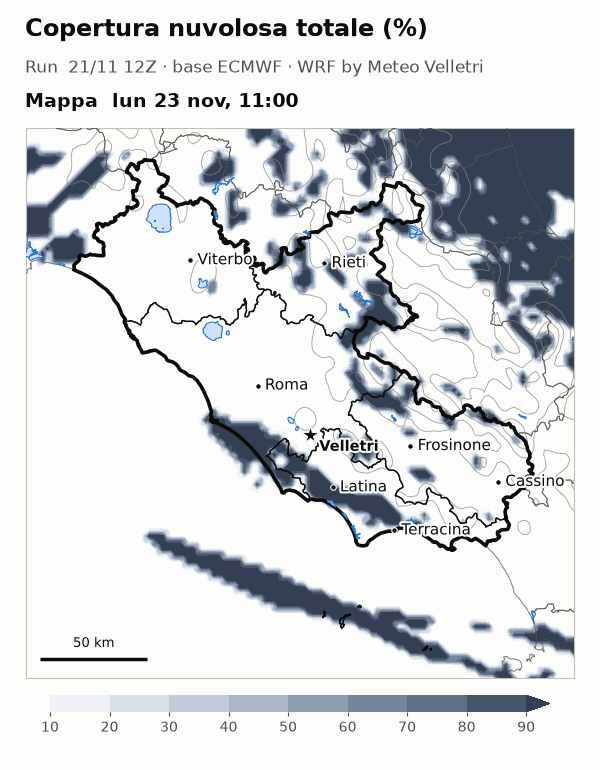 Copertura nuvolosa totale (%)
Run 21/11 12Z · base ECMWF · WRF by Meteo Velletri
Mappa lun 23 nov, 11:00
Viterbo
Rieti
Roma
Velletri
Frosinone
Cassino
Latina
Terracina
50 km
10 20 30 40 50 60 70 80 90